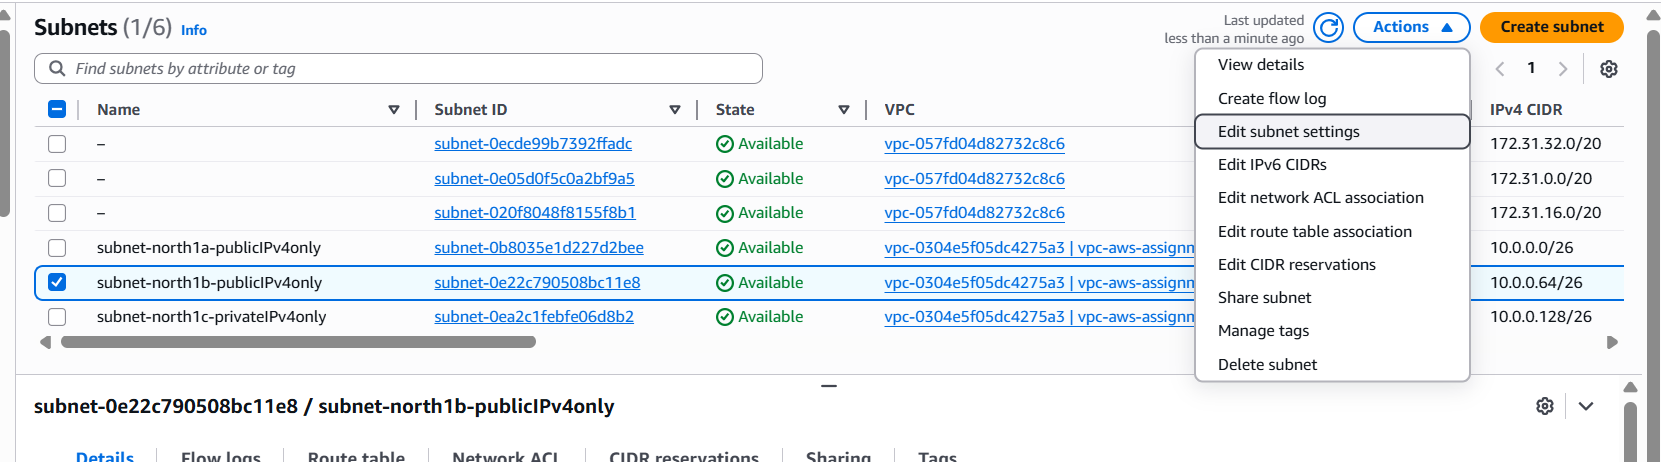 Subnets (1/6) Info
Last updated
less than a minute ago
Actions
Create subnet
Find subnets by attribute or tag
1
View details
Create flow log
Edit subnet settings
Edit IPv6 CIDRs
Edit network ACL association
Edit route table association
Edit CIDR reservations
Share subnet
Manage tags
Delete subnet
Name Subnet ID State VPC IPv4 CIDR
– subnet-0ecde99b7392ffadc Available vpc-057fd04d82732c8c6 172.31.32.0/20
– subnet-0e05d0f5c0a2bf9a5 Available vpc-057fd04d82732c8c6 172.31.0.0/20
– subnet-020f8048f8155f8b1 Available vpc-057fd04d82732c8c6 172.31.16.0/20
subnet-north1a-publicIPv4only subnet-0b8035e1d227d2bee Available vpc-0304e5f05dc4275a3 | vpc-aws-assignm 10.0.0.0/26
subnet-north1b-publicIPv4only subnet-0e22c790508bc11e8 Available vpc-0304e5f05dc4275a3 | vpc-aws-assignm 10.0.0.64/26
subnet-north1c-privateIPv4only subnet-0ea2c1febfe06d8b2 Available vpc-0304e5f05dc4275a3 | vpc-aws-assignm 10.0.0.128/26
subnet-0e22c790508bc11e8 / subnet-north1b-publicIPv4only
Details Flow logs Route table Network ACL CIDR reservations Sharing Tags